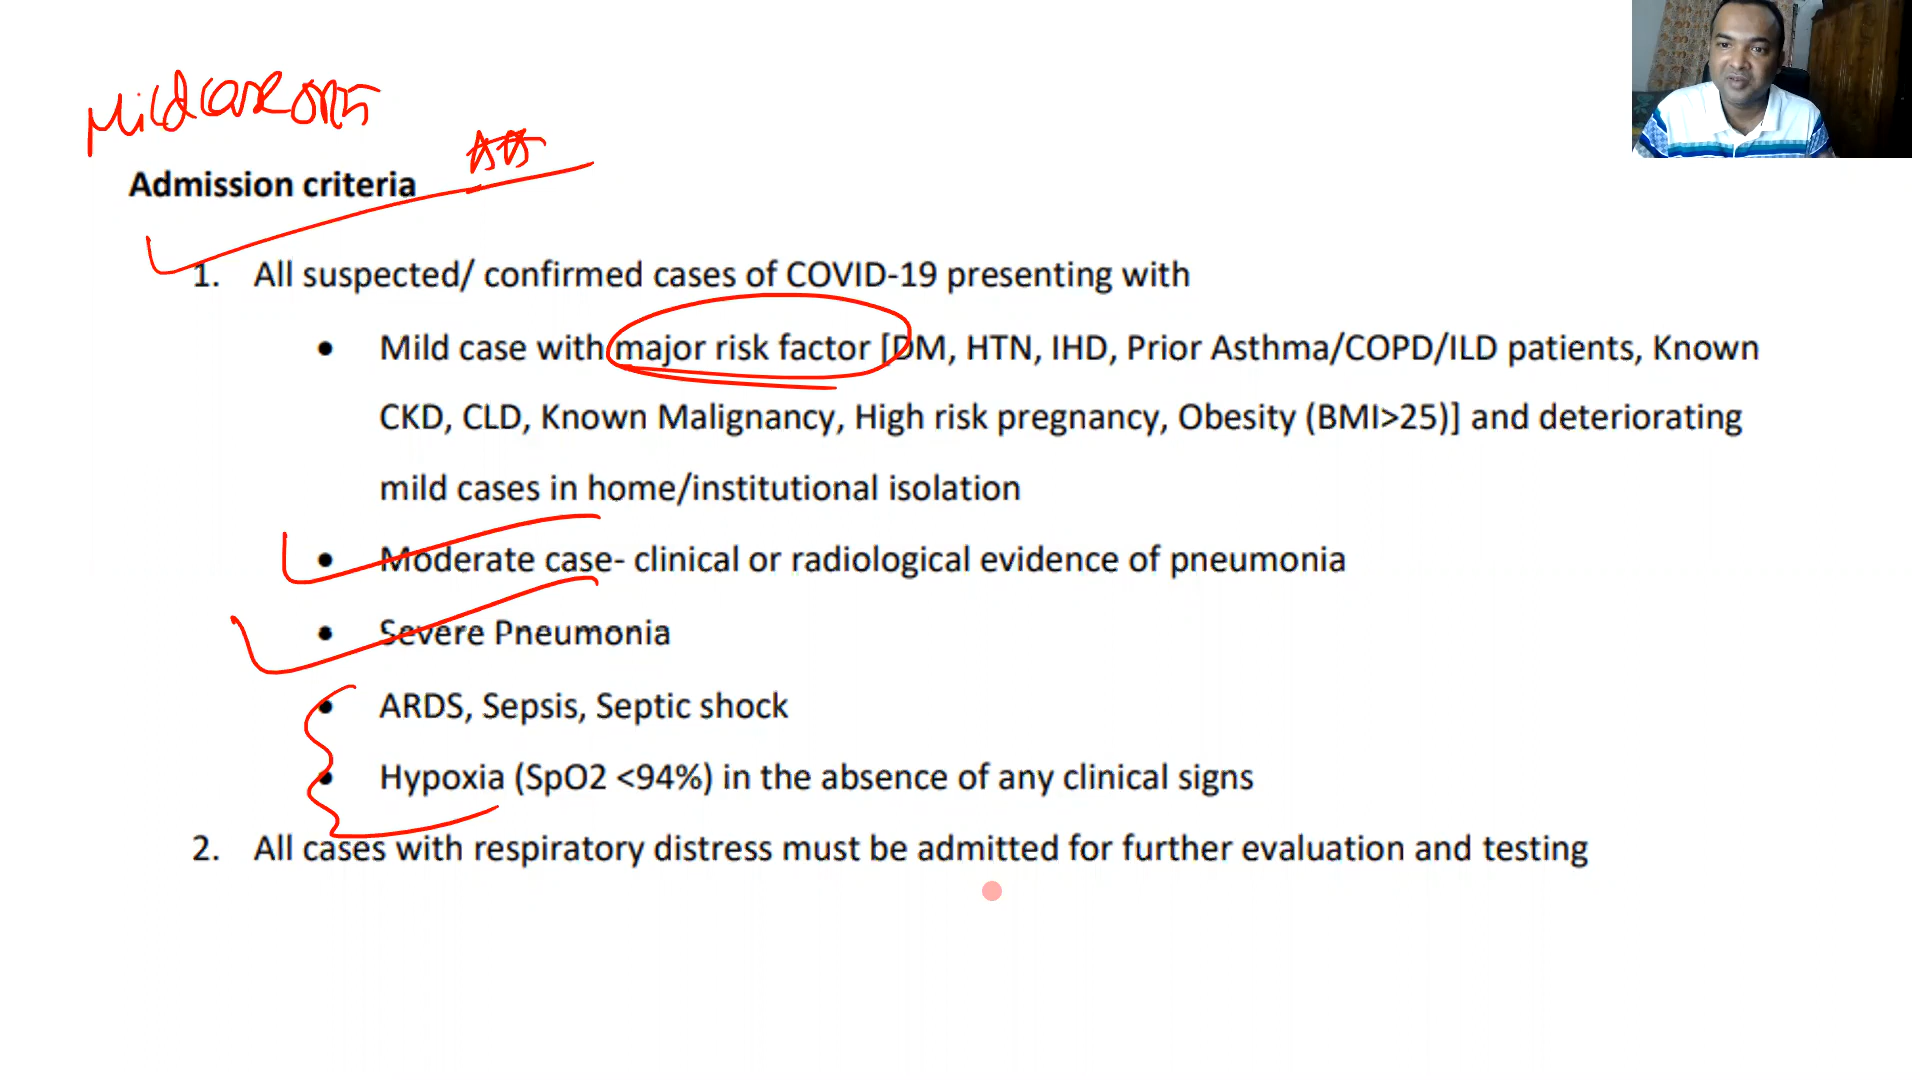 Mild case
Admission criteria
1. All suspected/ confirmed cases of COVID-19 presenting with
• Mild case with major risk factor [DM, HTN, IHD, Prior Asthma/COPD/ILD patients, Known
CKD, CLD, Known Malignancy, High risk pregnancy, Obesity (BMI>25)] and deteriorating
mild cases in home/institutional isolation
• Moderate case- clinical or radiological evidence of pneumonia
• Severe Pneumonia
• ARDS, Sepsis, Septic shock
• Hypoxia (SpO2 <94%) in the absence of any clinical signs
2. All cases with respiratory distress must be admitted for further evaluation and testing